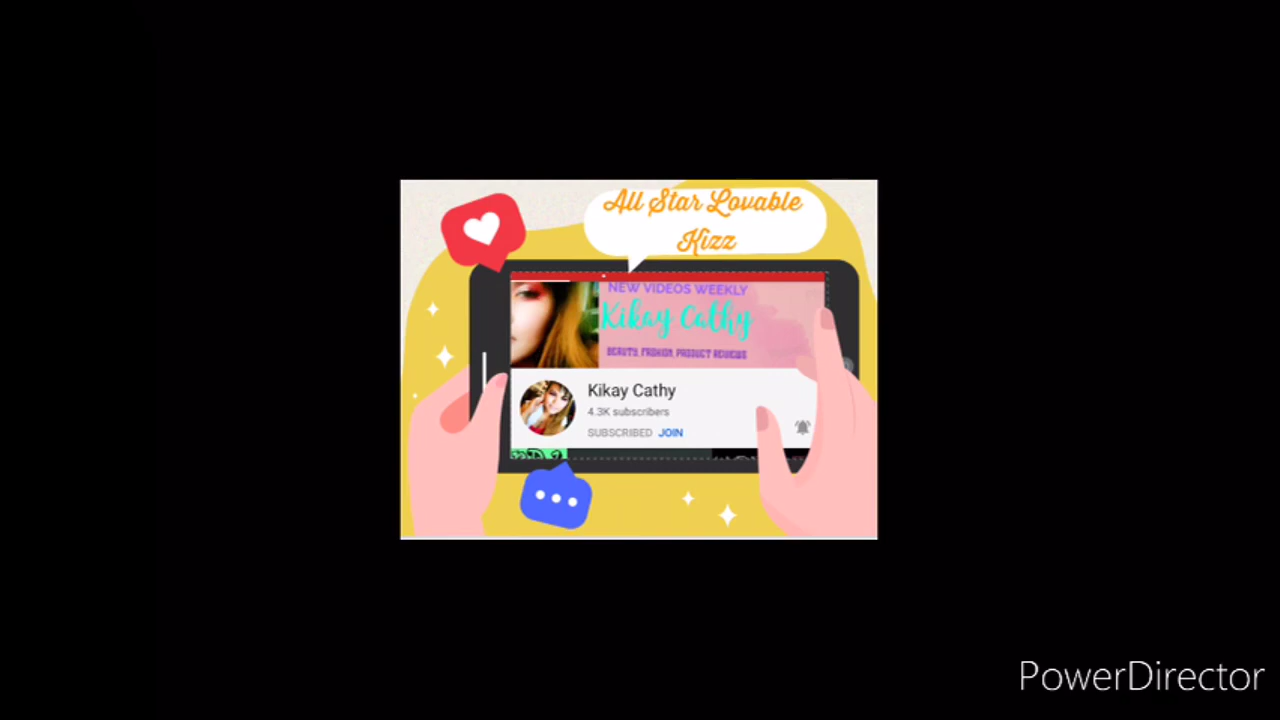 All Star Lovable
Kizz
NEW VIDEOS WEEKLY
Kikay Cathy
BEAUTY, FASHION, PRODUCT REVIEWS
Kikay Cathy
4.3K subscribers
SUBSCRIBED JOIN
PowerDirector